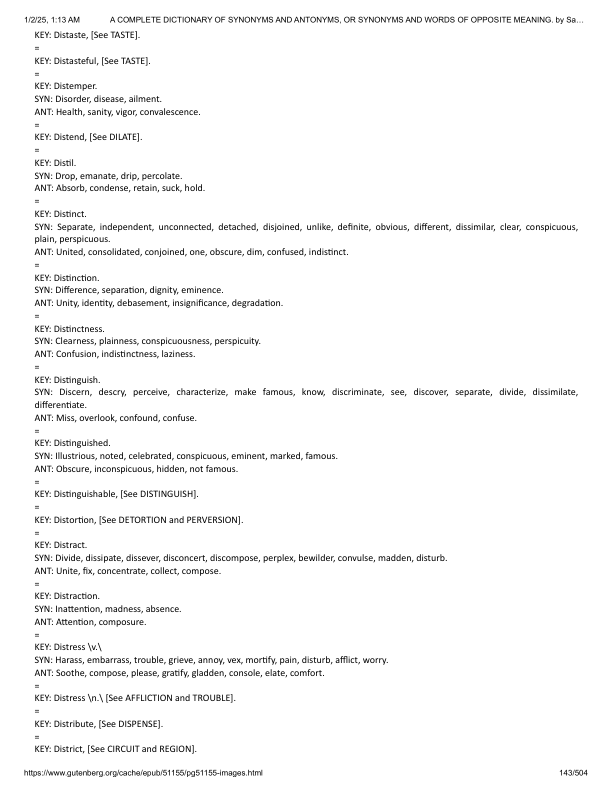 1/2/25, 1:13 AM A COMPLETE DICTIONARY OF SYNONYMS AND ANTONYMS, OR SYNONYMS AND WORDS OF OPPOSITE MEANING. by Sa…
KEY: Distaste, [See TASTE].
=
KEY: Distasteful, [See TASTE].
=
KEY: Distemper.
SYN: Disorder, disease, ailment.
ANT: Health, sanity, vigor, convalescence.
=
KEY: Distend, [See DILATE].
=
KEY: Distil.
SYN: Drop, emanate, drip, percolate.
ANT: Absorb, condense, retain, suck, hold.
=
KEY: Distinct.
SYN: Separate, independent, unconnected, detached, disjoined, unlike, definite, obvious, different, dissimilar, clear, conspicuous,
plain, perspicuous.
ANT: United, consolidated, conjoined, one, obscure, dim, confused, indistinct.
=
KEY: Distinction.
SYN: Difference, separation, dignity, eminence.
ANT: Unity, identity, debasement, insignificance, degradation.
=
KEY: Distinctness.
SYN: Clearness, plainness, conspicuousness, perspicuity.
ANT: Confusion, indistinctness, laziness.
=
KEY: Distinguish.
SYN: Discern, descry, perceive, characterize, make famous, know, discriminate, see, discover, separate, divide, dissimilate,
differentiate.
ANT: Miss, overlook, confound, confuse.
=
KEY: Distinguished.
SYN: Illustrious, noted, celebrated, conspicuous, eminent, marked, famous.
ANT: Obscure, inconspicuous, hidden, not famous.
=
KEY: Distinguishable, [See DISTINGUISH].
=
KEY: Distortion, [See DETORTION and PERVERSION].
=
KEY: Distract.
SYN: Divide, dissipate, dissever, disconcert, discompose, perplex, bewilder, convulse, madden, disturb.
ANT: Unite, fix, concentrate, collect, compose.
=
KEY: Distraction.
SYN: Inattention, madness, absence.
ANT: Attention, composure.
=
KEY: Distress \v.\
SYN: Harass, embarrass, trouble, grieve, annoy, vex, mortify, pain, disturb, afflict, worry.
ANT: Soothe, compose, please, gratify, gladden, console, elate, comfort.
=
KEY: Distress \n.\ [See AFFLICTION and TROUBLE].
=
KEY: Distribute, [See DISPENSE].
=
KEY: District, [See CIRCUIT and REGION].
https://www.gutenberg.org/cache/epub/51155/pg51155-images.html 143/504